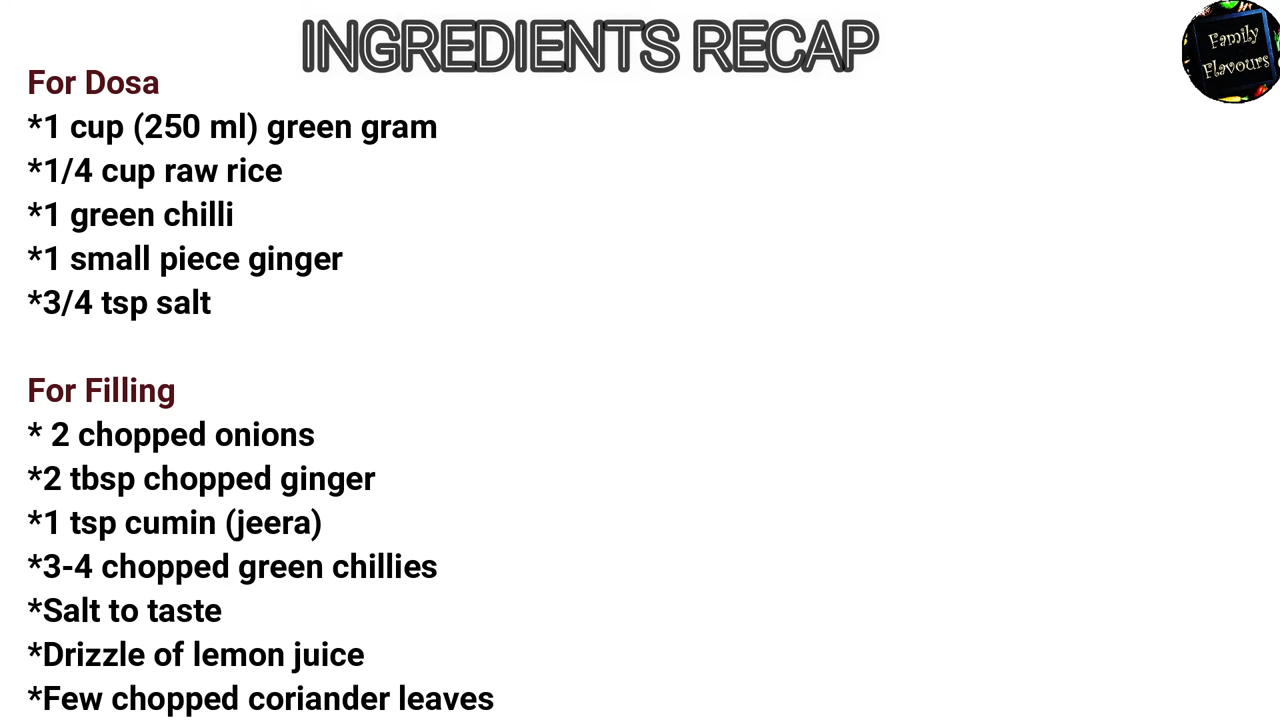 INGREDIENTS RECAP
Family
Flavours
For Dosa
*1 cup (250 ml) green gram
*1/4 cup raw rice
*1 green chilli
*1 small piece ginger
*3/4 tsp salt
For Filling
* 2 chopped onions
*2 tbsp chopped ginger
*1 tsp cumin (jeera)
*3-4 chopped green chillies
*Salt to taste
*Drizzle of lemon juice
*Few chopped coriander leaves